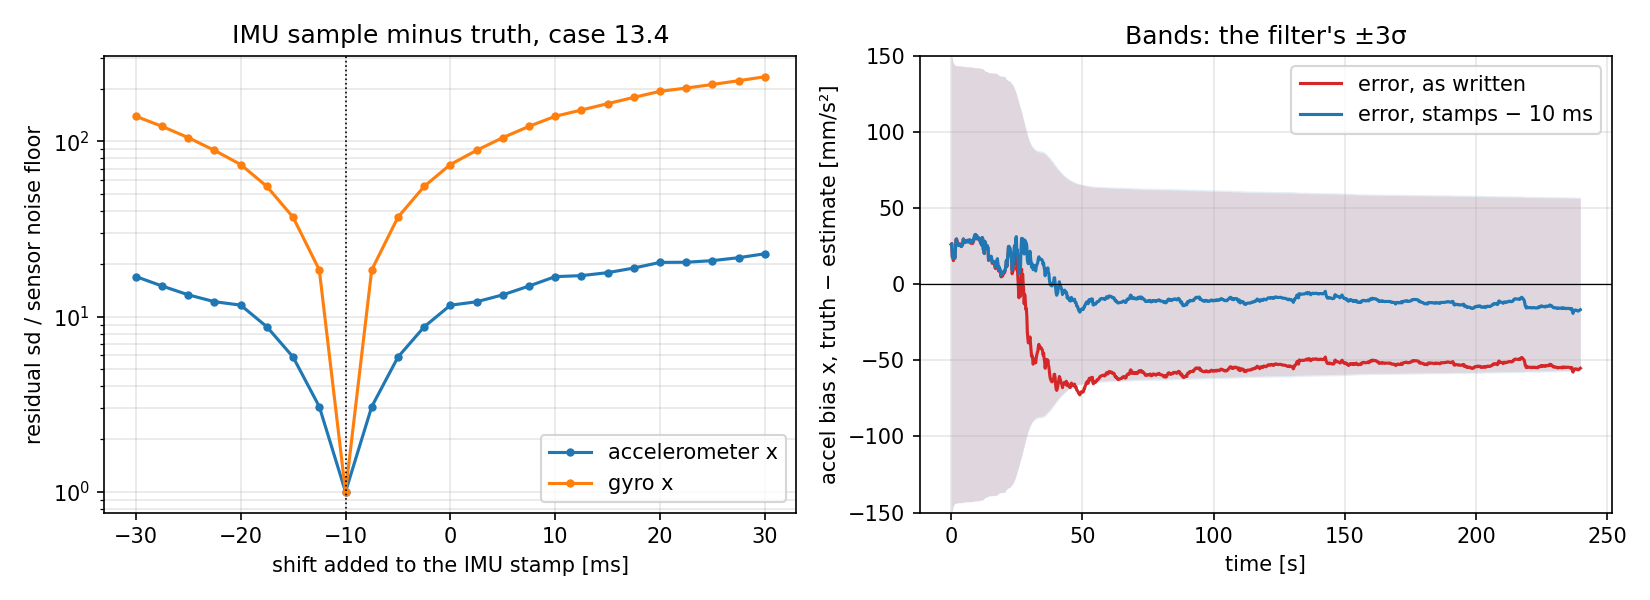 IMU sample minus truth, case 13.4
residual sd / sensor noise floor
10²
10¹
10⁰
accelerometer x
gyro x
−30 −20 −10 0 10 20 30
shift added to the IMU stamp [ms]
Bands: the filter's ±3σ
accel bias x, truth − estimate [mm/s²]
150
100
50
0
−50
−100
−150
error, as written
error, stamps − 10 ms
0 50 100 150 200 250
time [s]